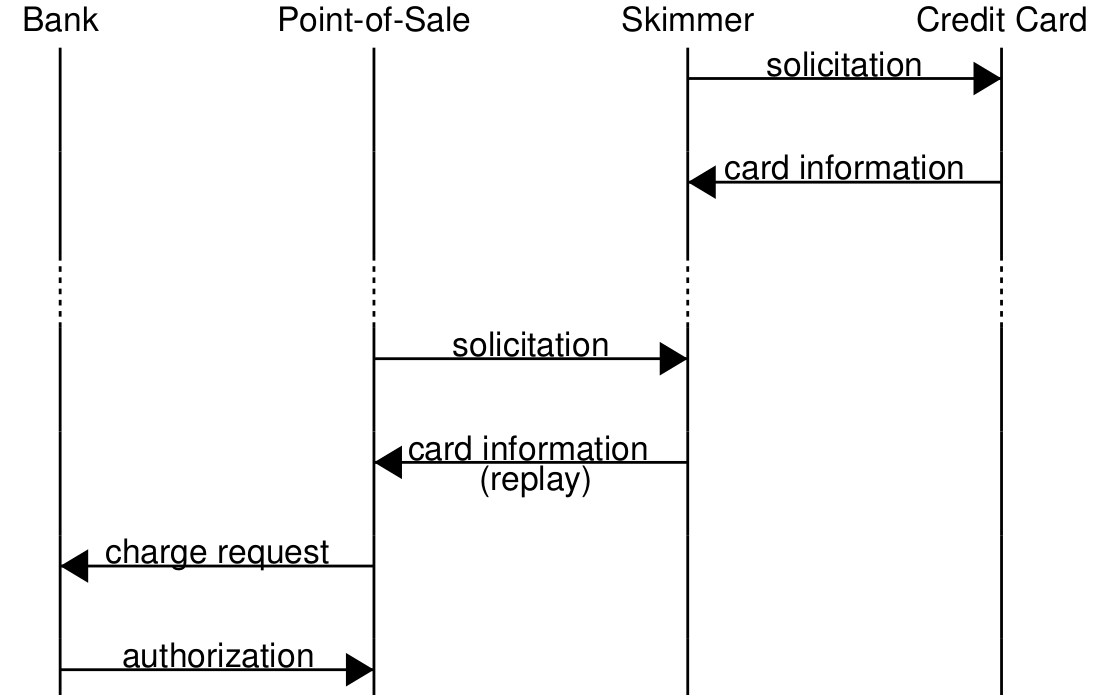 Bank Point-of-Sale Skimmer Credit Card
solicitation
card information
solicitation
card information
(replay)
charge request
authorization